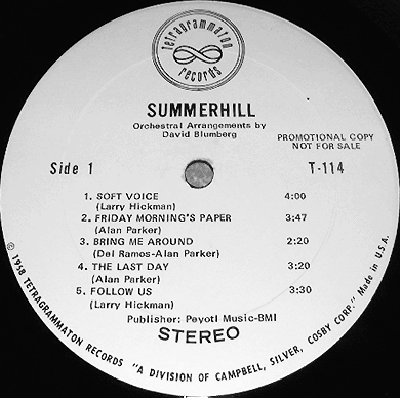 tetragrammaton
records
SUMMERHILL
Orchestral Arrangements by
David Blumberg
PROMOTIONAL COPY
NOT FOR SALE
Side 1
T-114
1. SOFT VOICE 4:00
(Larry Hickman)
2. FRIDAY MORNING'S PAPER 3:47
(Alan Parker)
3. BRING ME AROUND 2:20
(Del Ramos-Alan Parker)
4. THE LAST DAY 3:20
(Alan Parker)
5. FOLLOW US 3:30
(Larry Hickman)
Publisher: Peyotl Music-BMI
STEREO
℗ 1968 TETRAGRAMMATON RECORDS "A DIVISION OF CAMPBELL, SILVER, COSBY CORP." Made in U.S.A.